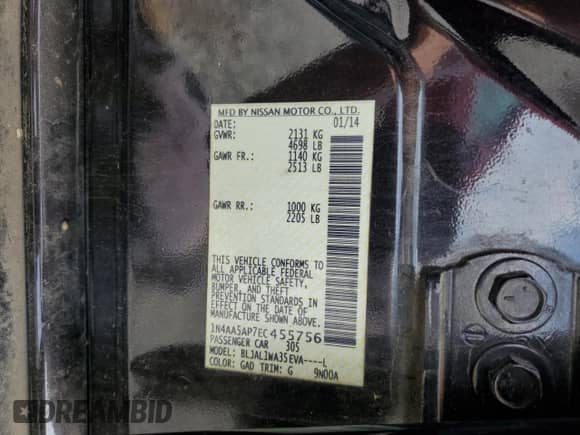 MFD BY NISSAN MOTOR CO., LTD.
DATE: 01/14
GVWR: 2131 KG
4698 LB
GAWR FR.: 1140 KG
2513 LB
GAWR RR.: 1000 KG
2205 LB
THIS VEHICLE CONFORMS TO
ALL APPLICABLE FEDERAL
MOTOR VEHICLE SAFETY,
BUMPER, AND THEFT
PREVENTION STANDARDS IN
EFFECT ON THE DATE OF
MANUFACTURE SHOWN ABOVE.
1N4AA5AP7EC455756
PASSENGER CAR 305
MODEL: BLJAL1WA35EVA----L
COLOR: GAD TRIM: G 9N00A
DREAMBID